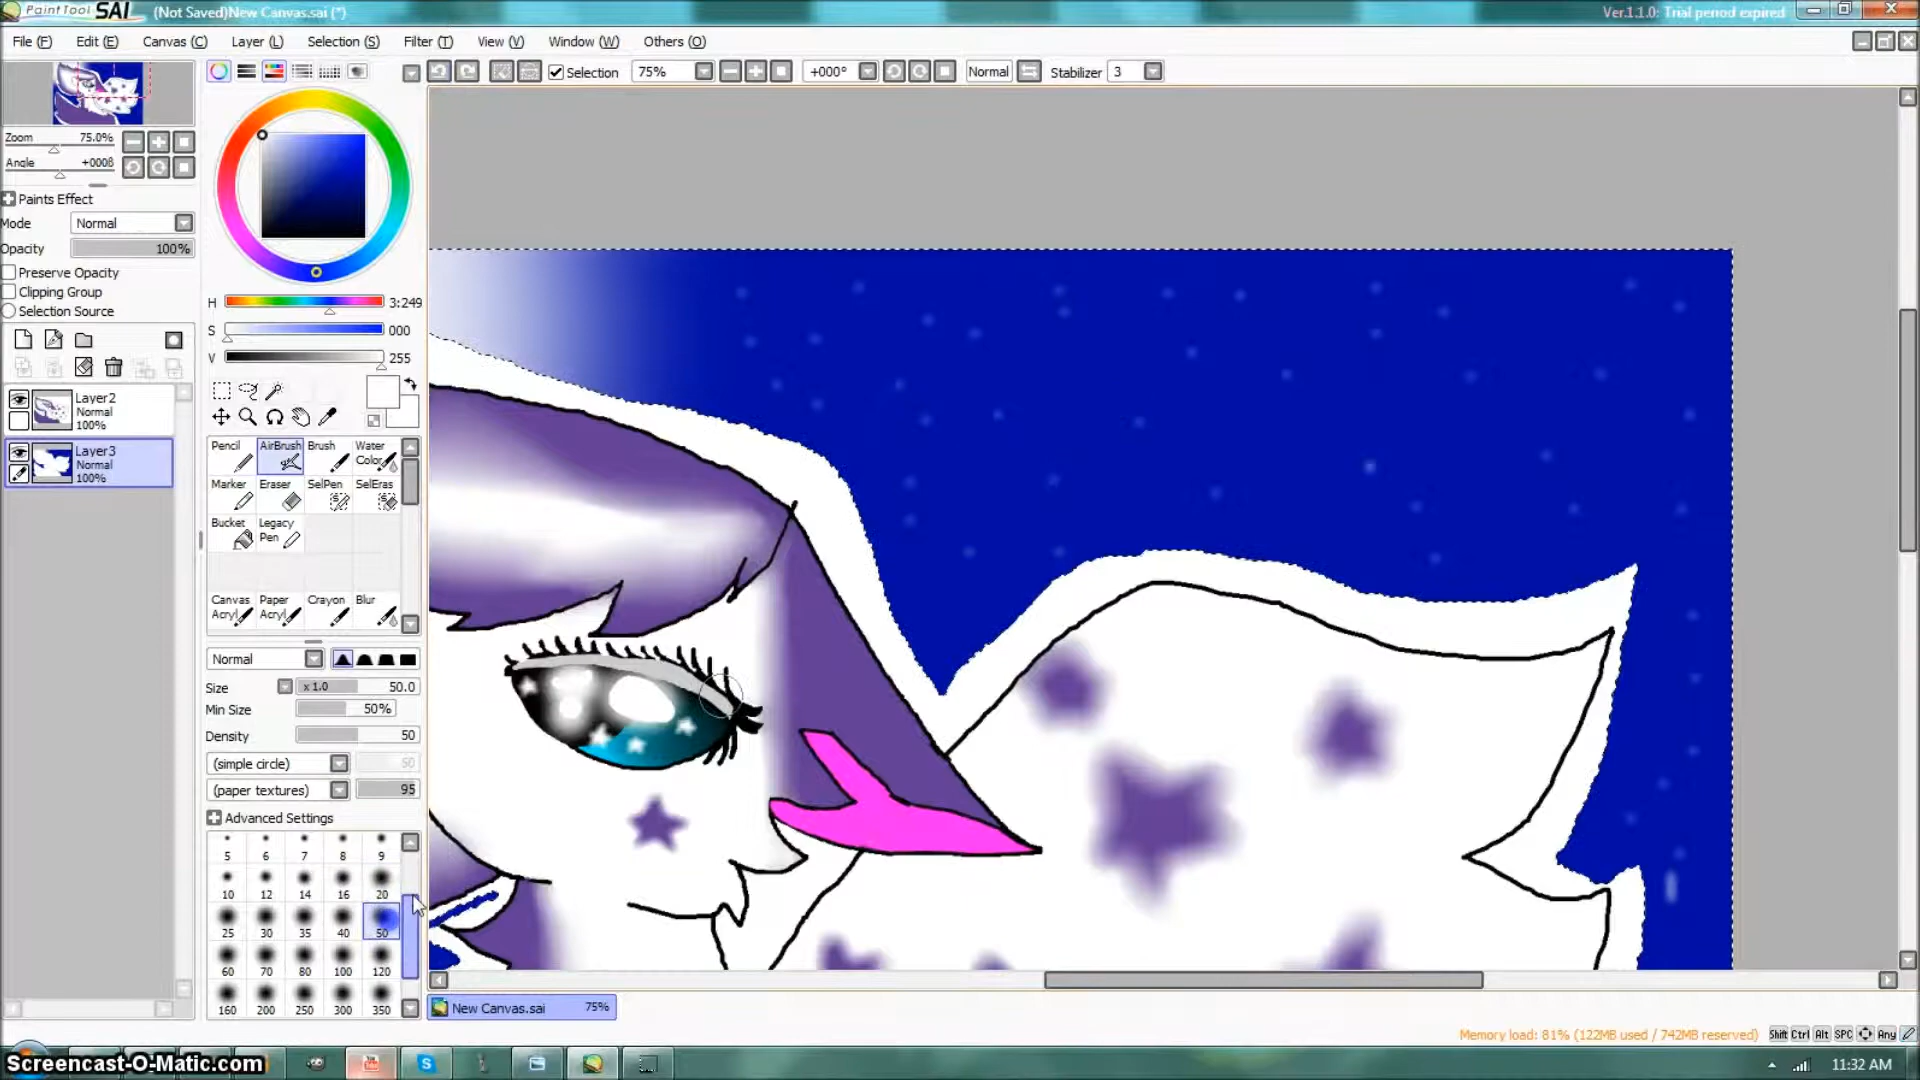 PaintTool SAI (Not Saved)New Canvas.sai (*)
Ver.1.1.0: Trial period expired
File (F) Edit (E) Canvas (C) Layer (L) Selection (S) Filter (T) View (V) Window (W) Others (O)
Selection 75% +000° Normal Stabilizer 3
Zoom 75.0%
Angle +000ß
Paints Effect
Mode Normal
Opacity 100%
Preserve Opacity
Clipping Group
Selection Source
Layer2
Normal
100%
Layer3
Normal
100%
H 3:249
S 000
V 255
Pencil AirBrush Brush Water Color
Marker Eraser SelPen SelEras
Bucket Legacy Pen
Canvas Acryl Paper Acryl Crayon Blur
Normal
Size x 1.0 50.0
Min Size 50%
Density 50
(simple circle) 50
(paper textures) 95
Advanced Settings
5 6 7 8 9
10 12 14 16 20
25 30 35 40 50
60 70 80 100 120
160 200 250 300 350
New Canvas.sai 75%
Memory load: 81% (122MB used / 742MB reserved)
Shift Ctrl Alt SPC Any
Screencast-O-Matic.com
11:32 AM